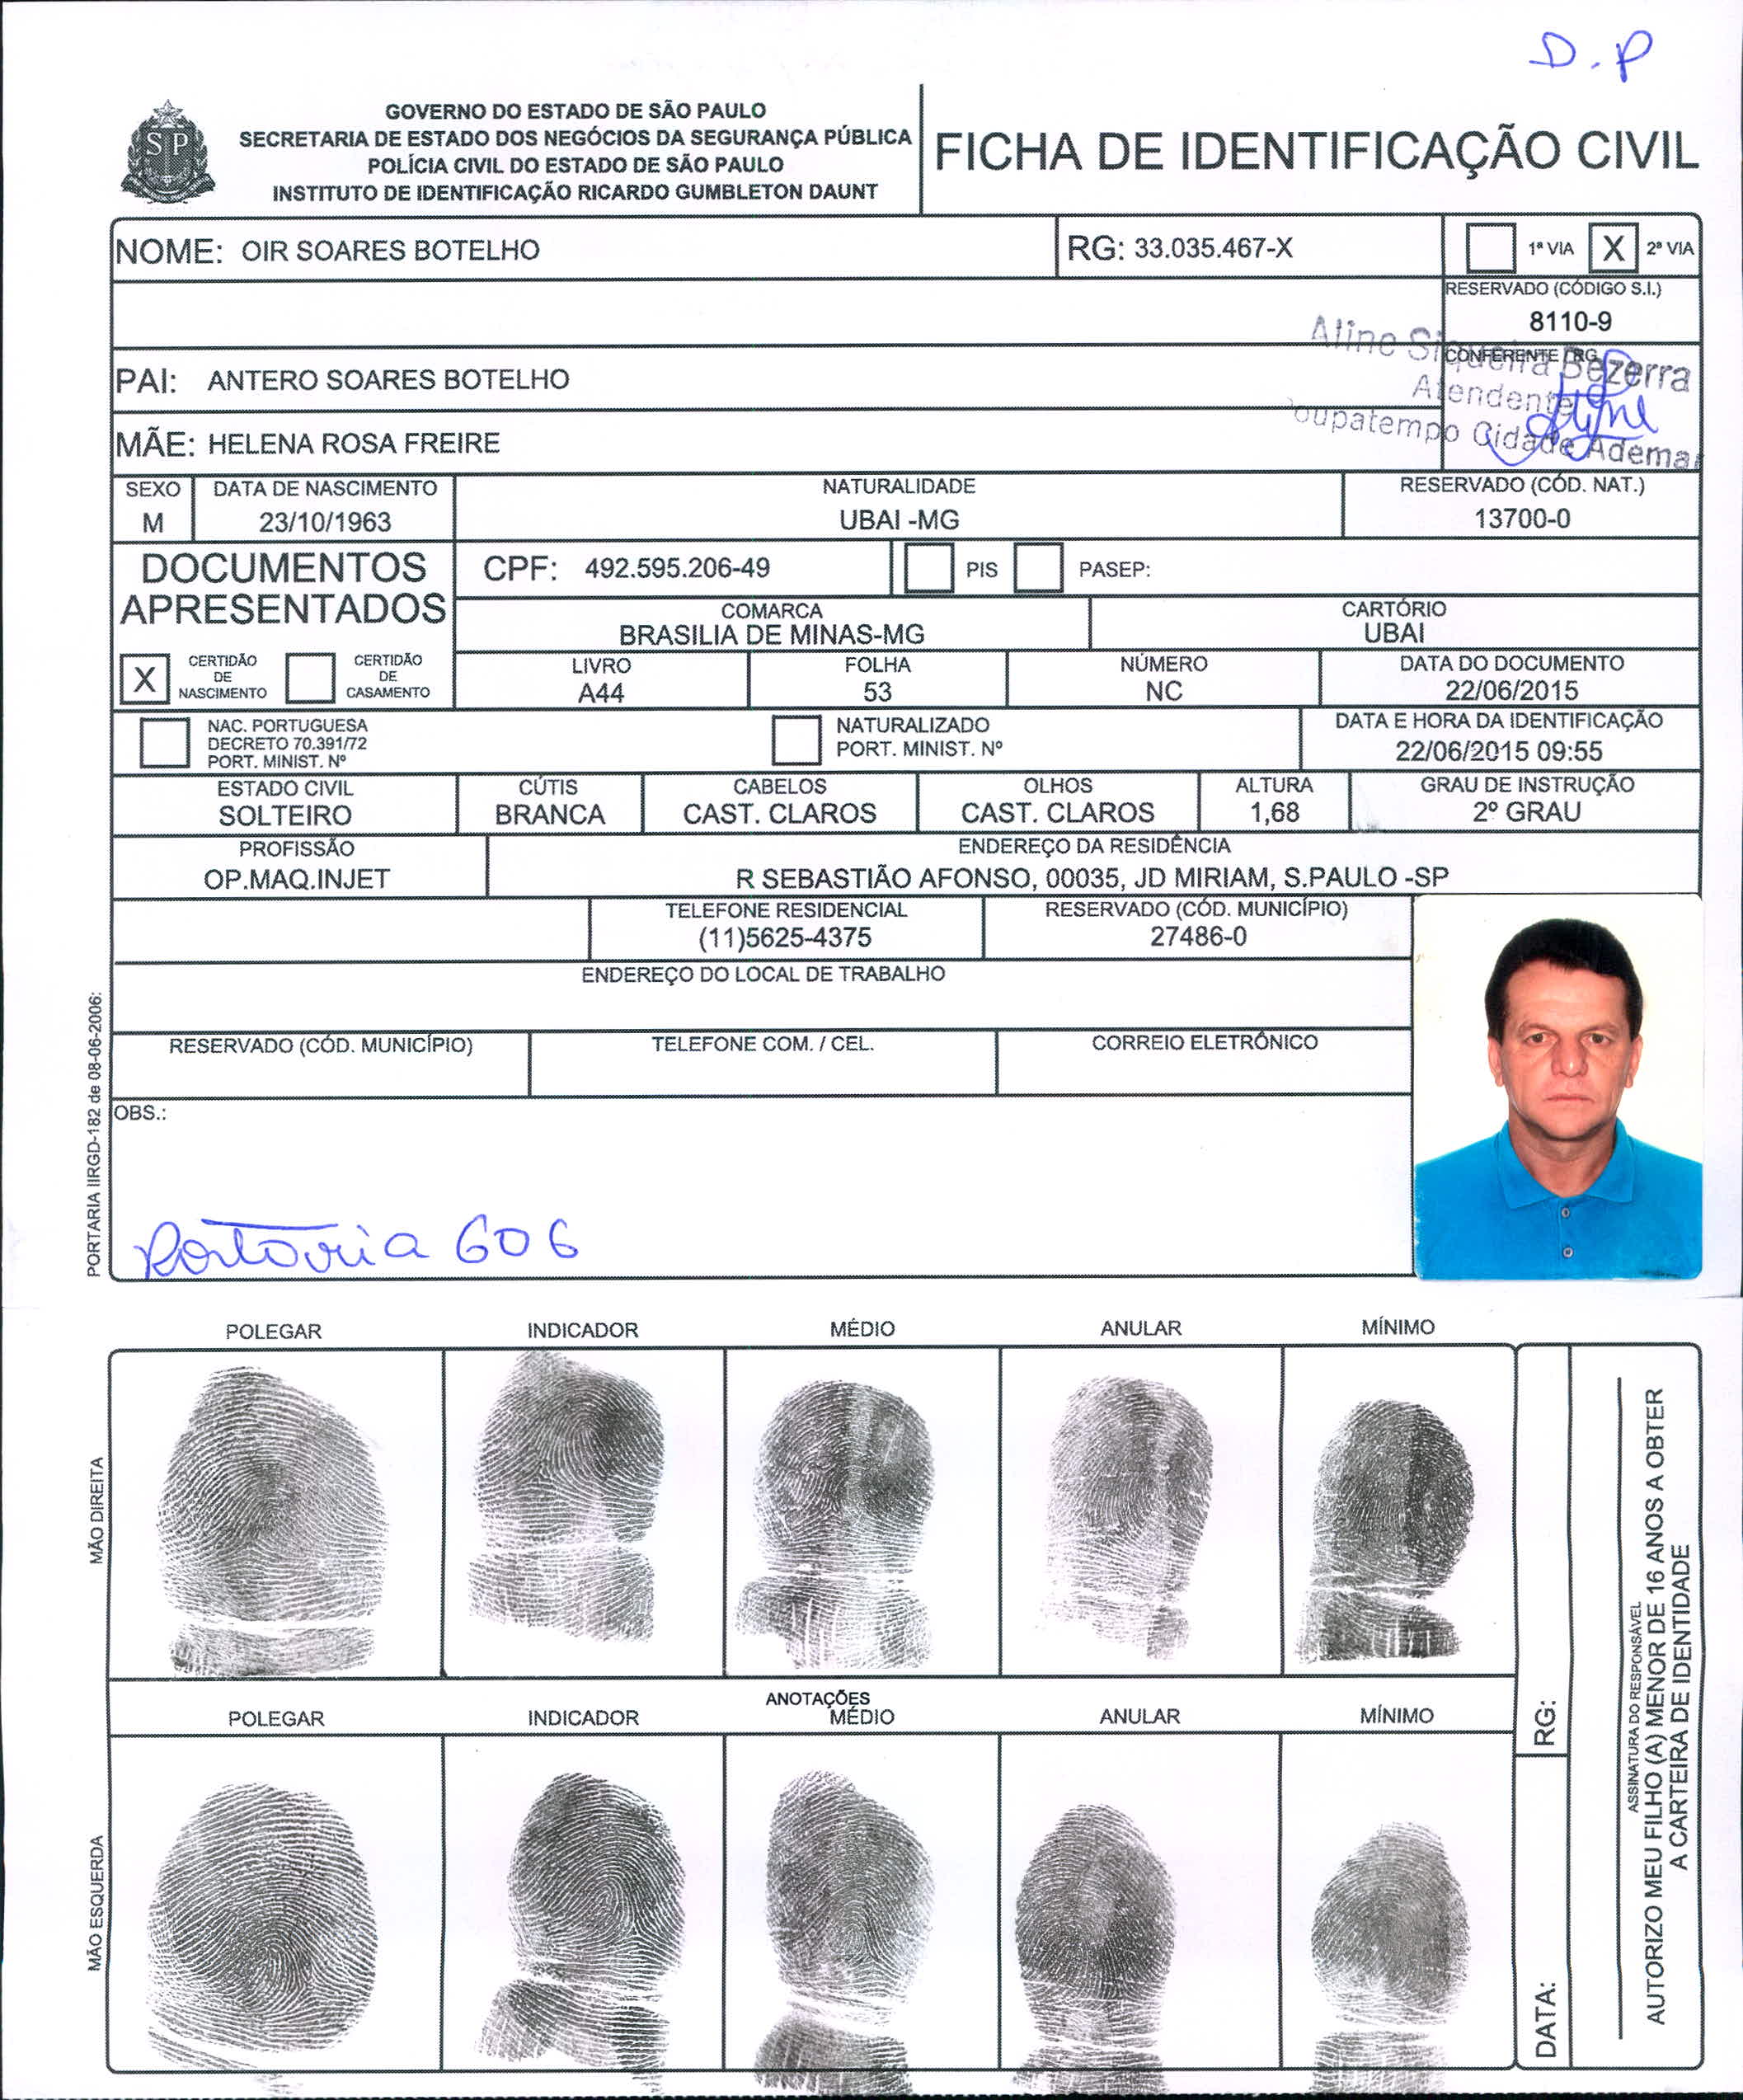 D.P
GOVERNO DO ESTADO DE SÃO PAULO
SECRETARIA DE ESTADO DOS NEGÓCIOS DA SEGURANÇA PÚBLICA
POLÍCIA CIVIL DO ESTADO DE SÃO PAULO
INSTITUTO DE IDENTIFICAÇÃO RICARDO GUMBLETON DAUNT
SP
FICHA DE IDENTIFICAÇÃO CIVIL
NOME: OIR SOARES BOTELHO
RG: 33.035.467-X
1ª VIA X 2ª VIA
RESERVADO (CÓDIGO S.I.)
8110-9
PAI: ANTERO SOARES BOTELHO
CONFERENTE / RG
Aline Siqueira Bezerra
Atendente
Poupatempo Cidade Ademar
MÃE: HELENA ROSA FREIRE
SEXO
M
DATA DE NASCIMENTO
23/10/1963
NATURALIDADE
UBAI -MG
RESERVADO (CÓD. NAT.)
13700-0
DOCUMENTOS
APRESENTADOS
CPF: 492.595.206-49
PIS
PASEP:
COMARCA
BRASILIA DE MINAS-MG
CARTÓRIO
UBAI
X
CERTIDÃO
DE
NASCIMENTO
CERTIDÃO
DE
CASAMENTO
LIVRO
A44
FOLHA
53
NÚMERO
NC
DATA DO DOCUMENTO
22/06/2015
NAC. PORTUGUESA
DECRETO 70.391/72
PORT. MINIST. Nº
NATURALIZADO
PORT. MINIST. Nº
DATA E HORA DA IDENTIFICAÇÃO
22/06/2015 09:55
ESTADO CIVIL
SOLTEIRO
CÚTIS
BRANCA
CABELOS
CAST. CLAROS
OLHOS
CAST. CLAROS
ALTURA
1,68
GRAU DE INSTRUÇÃO
2º GRAU
PROFISSÃO
OP.MAQ.INJET
ENDEREÇO DA RESIDÊNCIA
R SEBASTIÃO AFONSO, 00035, JD MIRIAM, S.PAULO -SP
TELEFONE RESIDENCIAL
(11)5625-4375
RESERVADO (CÓD. MUNICÍPIO)
27486-0
ENDEREÇO DO LOCAL DE TRABALHO
RESERVADO (CÓD. MUNICÍPIO)
TELEFONE COM. / CEL.
CORREIO ELETRÔNICO
OBS.:
Portaria 606
PORTARIA IIRGD-182 de 08-06-2006:
POLEGAR INDICADOR MÉDIO ANULAR MÍNIMO
MÃO DIREITA
ANOTAÇÕES
POLEGAR INDICADOR MÉDIO ANULAR MÍNIMO
MÃO ESQUERDA
RG:
DATA:
ASSINATURA DO RESPONSÁVEL
AUTORIZO MEU FILHO (A) MENOR DE 16 ANOS A OBTER
A CARTEIRA DE IDENTIDADE